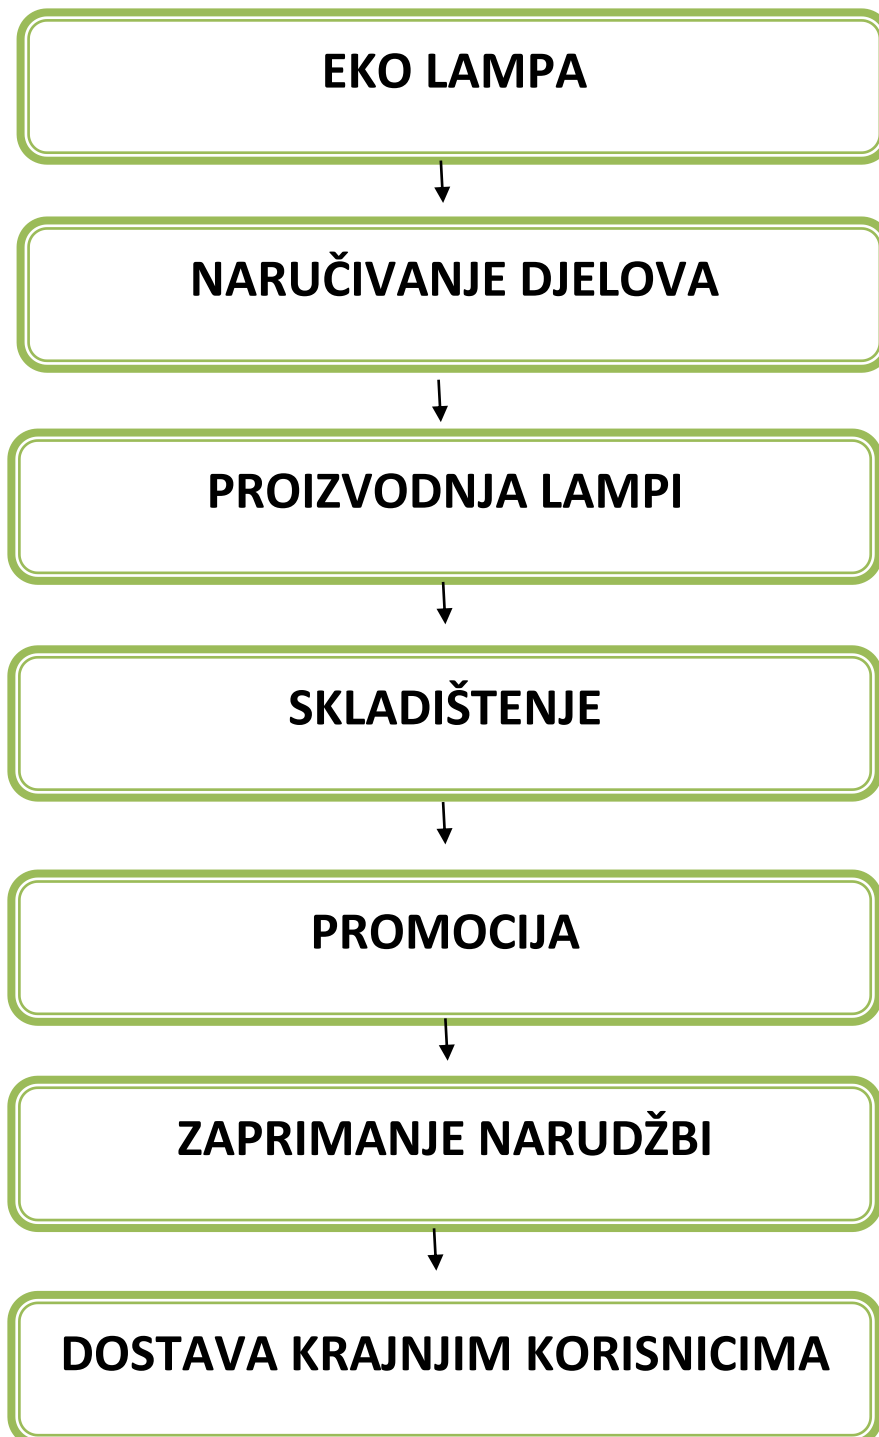 EKO LAMPA
NARUČIVANJE DJELOVA
PROIZVODNJA LAMPI
SKLADIŠTENJE
PROMOCIJA
ZAPRIMANJE NARUDŽBI
DOSTAVA KRAJNJIM KORISNICIMA